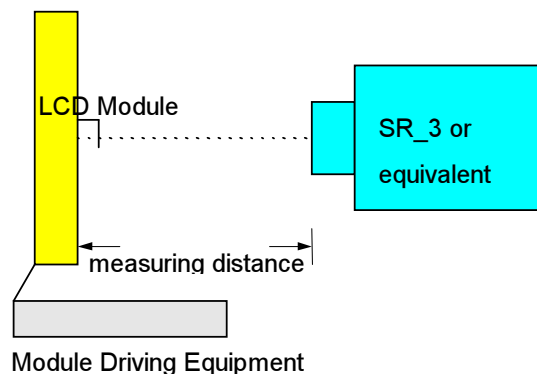 LCD Module
SR_3 or
equivalent
measuring distance
Module Driving Equipment